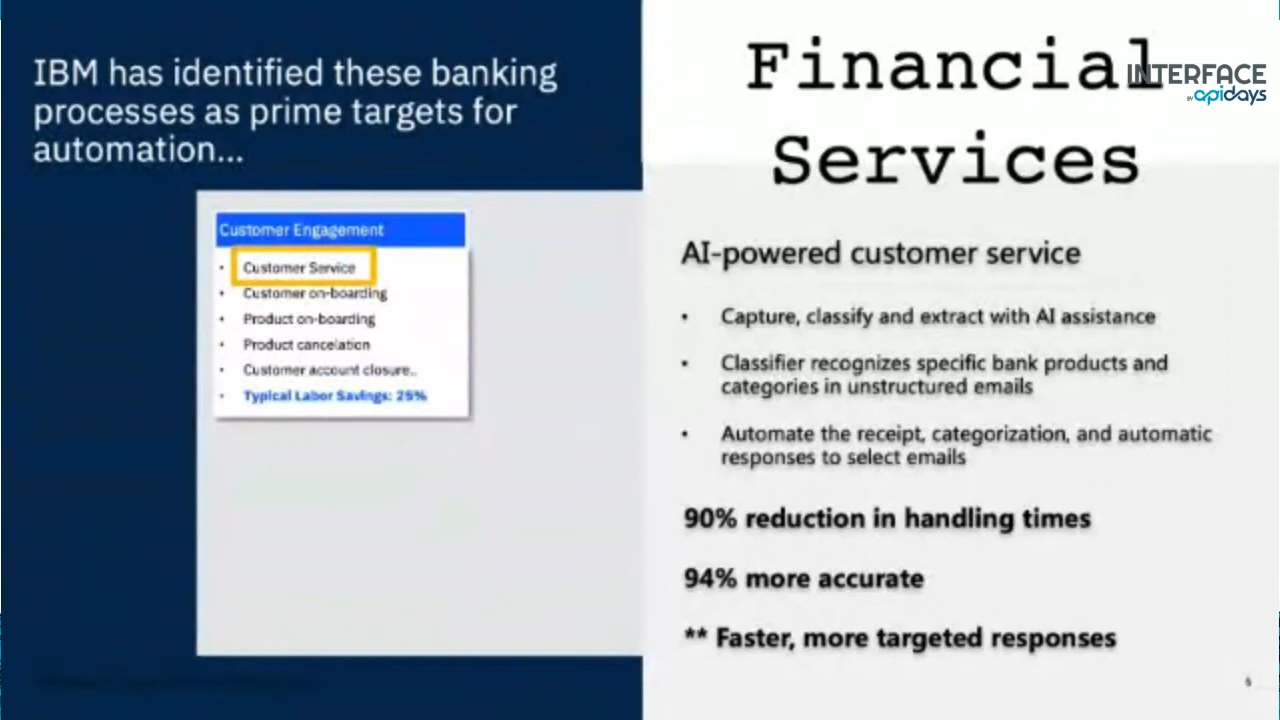 IBM has identified these banking
processes as prime targets for
automation...
Customer Engagement
• Customer Service
• Customer on-boarding
• Product on-boarding
• Product cancelation
• Customer account closure..
• Typical Labor Savings: 25%
Financial
Services
INTERFACE
BY apidays
AI-powered customer service
• Capture, classify and extract with AI assistance
• Classifier recognizes specific bank products and
categories in unstructured emails
• Automate the receipt, categorization, and automatic
responses to select emails
90% reduction in handling times
94% more accurate
** Faster, more targeted responses